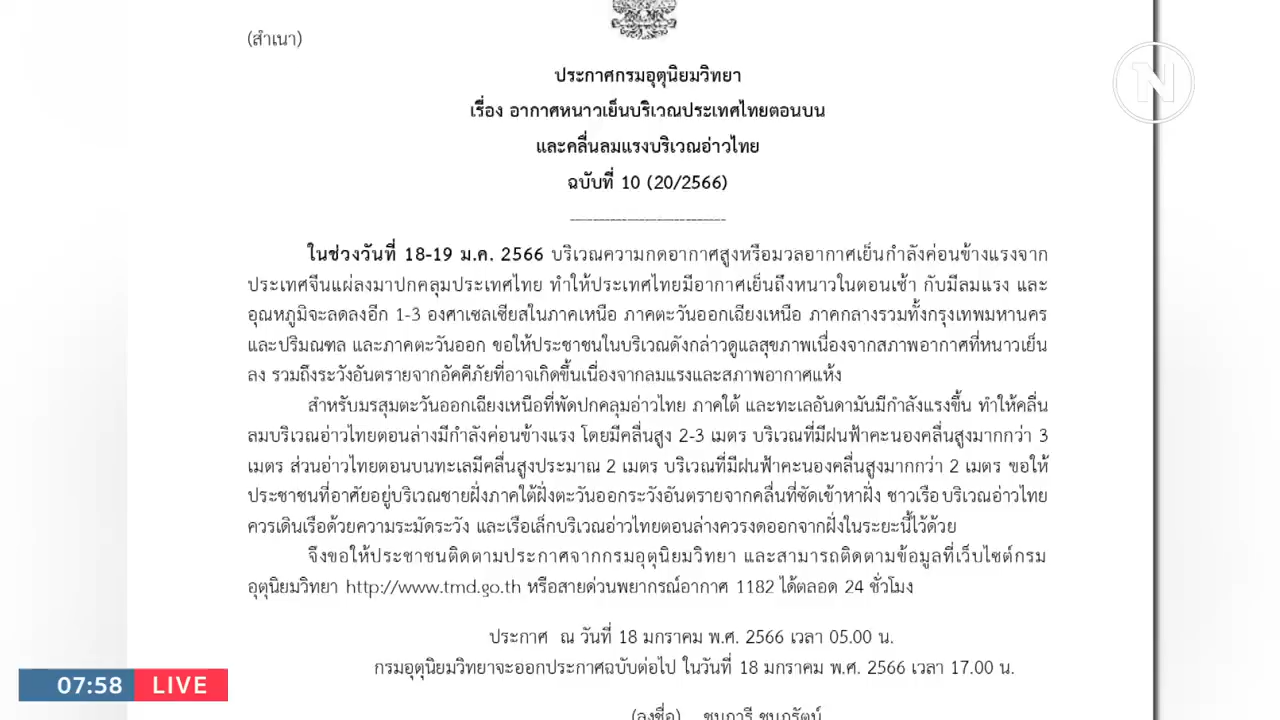 (สำเนา)
N
ประกาศกรมอุตุนิยมวิทยา
เรื่อง อากาศหนาวเย็นบริเวณประเทศไทยตอนบน
และคลื่นลมแรงบริเวณอ่าวไทย
ฉบับที่ 10 (20/2566)
ในช่วงวันที่ 18-19 ม.ค. 2566 บริเวณความกดอากาศสูงหรือมวลอากาศเย็นกำลังค่อนข้างแรงจาก
ประเทศจีนแผ่ลงมาปกคลุมประเทศไทย ทำให้ประเทศไทยมีอากาศเย็นถึงหนาวในตอนเช้า กับมีลมแรง และ
อุณหภูมิจะลดลงอีก 1-3 องศาเซลเซียสในภาคเหนือ ภาคตะวันออกเฉียงเหนือ ภาคกลางรวมทั้งกรุงเทพมหานคร
และปริมณฑล และภาคตะวันออก ขอให้ประชาชนในบริเวณดังกล่าวดูแลสุขภาพเนื่องจากสภาพอากาศที่หนาวเย็น
ลง รวมถึงระวังอันตรายจากอัคคีภัยที่อาจเกิดขึ้นเนื่องจากลมแรงและสภาพอากาศแห้ง
สำหรับมรสุมตะวันออกเฉียงเหนือที่พัดปกคลุมอ่าวไทย ภาคใต้ และทะเลอันดามันมีกำลังแรงขึ้น ทำให้คลื่น
ลมบริเวณอ่าวไทยตอนล่างมีกำลังค่อนข้างแรง โดยมีคลื่นสูง 2-3 เมตร บริเวณที่มีฝนฟ้าคะนองคลื่นสูงมากกว่า 3
เมตร ส่วนอ่าวไทยตอนบนทะเลมีคลื่นสูงประมาณ 2 เมตร บริเวณที่มีฝนฟ้าคะนองคลื่นสูงมากกว่า 2 เมตร ขอให้
ประชาชนที่อาศัยอยู่บริเวณชายฝั่งภาคใต้ฝั่งตะวันออกระวังอันตรายจากคลื่นที่ซัดเข้าหาฝั่ง ชาวเรือบริเวณอ่าวไทย
ควรเดินเรือด้วยความระมัดระวัง และเรือเล็กบริเวณอ่าวไทยตอนล่างควรงดออกจากฝั่งในระยะนี้ไว้ด้วย
จึงขอให้ประชาชนติดตามประกาศจากกรมอุตุนิยมวิทยา และสามารถติดตามข้อมูลที่เว็บไซต์กรม
อุตุนิยมวิทยา http://www.tmd.go.th หรือสายด่วนพยากรณ์อากาศ 1182 ได้ตลอด 24 ชั่วโมง
ประกาศ ณ วันที่ 18 มกราคม พ.ศ. 2566 เวลา 05.00 น.
กรมอุตุนิยมวิทยาจะออกประกาศฉบับต่อไป ในวันที่ 18 มกราคม พ.ศ. 2566 เวลา 17.00 น.
07:58 LIVE
(ลงชื่อ)